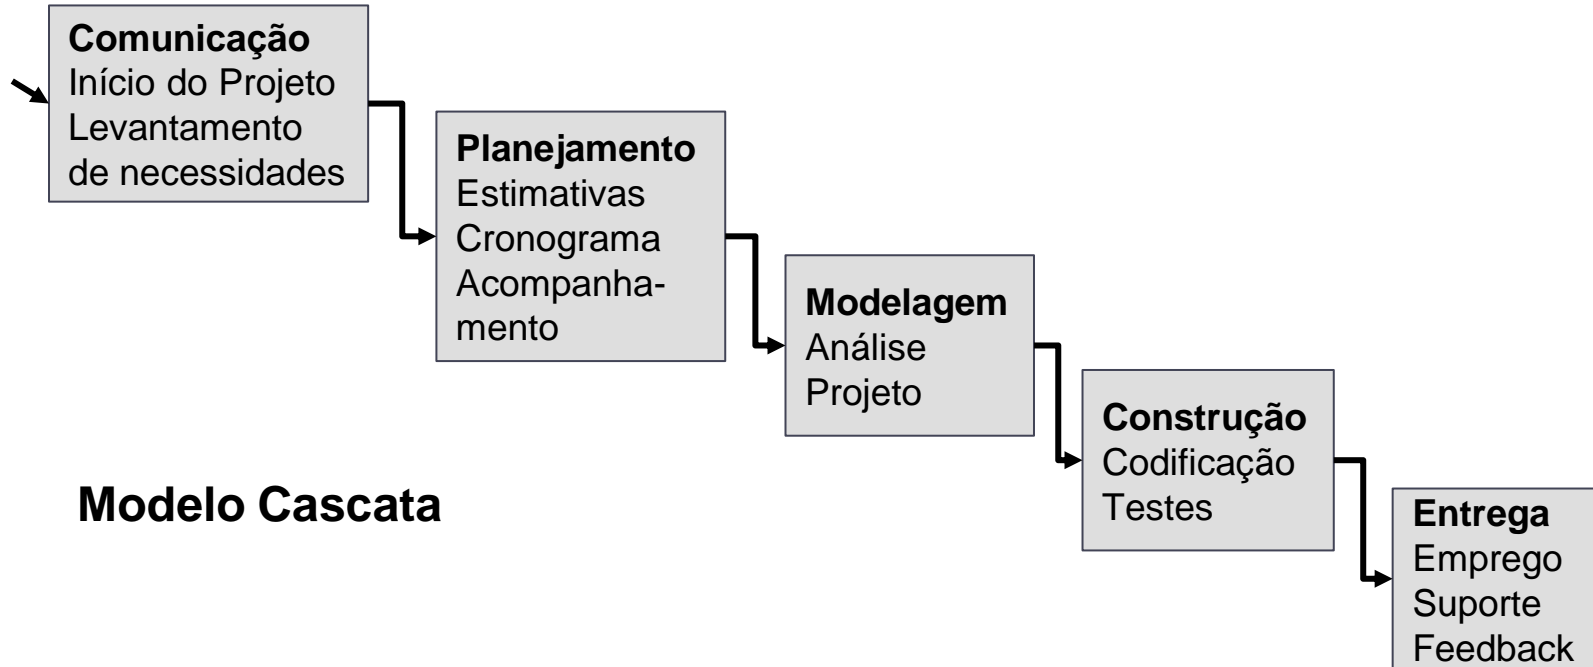 Comunicação
Início do Projeto
Levantamento
de necessidades
Planejamento
Estimativas
Cronograma
Acompanha-
mento
Modelagem
Análise
Projeto
Construção
Codificação
Testes
Entrega
Emprego
Suporte
Feedback
Modelo Cascata